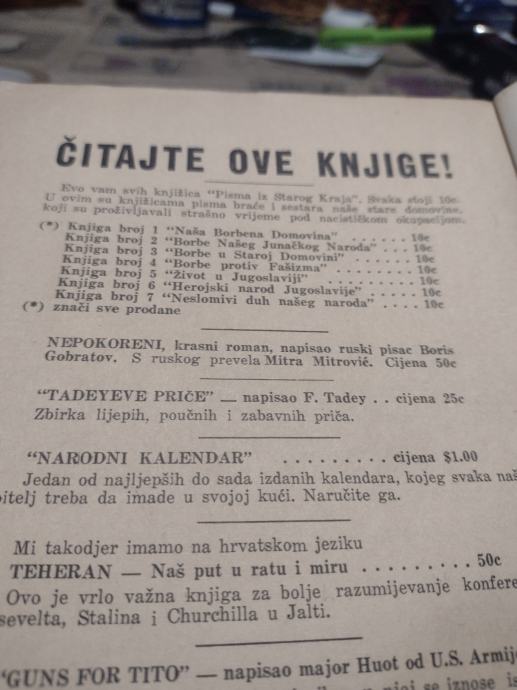 ČITAJTE OVE KNJIGE!
Evo vam svih knjižica "Pisma iz Starog Kraja". Svaka stoji 10c.
U ovim su knjižicama pisma braće i sestara naše stare domovine,
koji su proživljavali strašno vrijeme pod nacističkom okupacijom.
(*) Knjiga broj 1 "Naša Borbena Domovina" . . . . . . 10c
Knjiga broj 2 "Borbe Našeg Junačkog Naroda" . . . 10c
Knjiga broj 3 "Borbe u Staroj Domovini" . . . . . . 10c
Knjiga broj 4 "Borbe protiv Fašizma" . . . . . . . . 10c
Knjiga broj 5 "Život u Jugoslaviji" . . . . . . . . . . 10c
Knjiga broj 6 "Herojski narod Jugoslavije" . . . . 10c
Knjiga broj 7 "Neslomivi duh našeg naroda" . . . . 10c
(*) znači sve prodane
NEPOKORENI, krasni roman, napisao ruski pisac Boris
Gobratov. S ruskog prevela Mitra Mitrović. Cijena 50c
"TADEYEVE PRIČE" — napisao F. Tadey . . cijena 25c
Zbirka lijepih, poučnih i zabavnih priča.
"NARODNI KALENDAR" . . . . . . . . . cijena $1.00
Jedan od najljepših do sada izdanih kalendara, kojeg svaka naš
bitelj treba da imade u svojoj kući. Naručite ga.
Mi takodjer imamo na hrvatskom jeziku
TEHERAN — Naš put u ratu i miru . . . . . . . . . 50c
Ovo je vrlo važna knjiga za bolje razumijevanje konfere
sevelta, Stalina i Churchilla u Jalti.
"GUNS FOR TITO" — napisao major Huot od U.S. Armij
njoj se iznose is